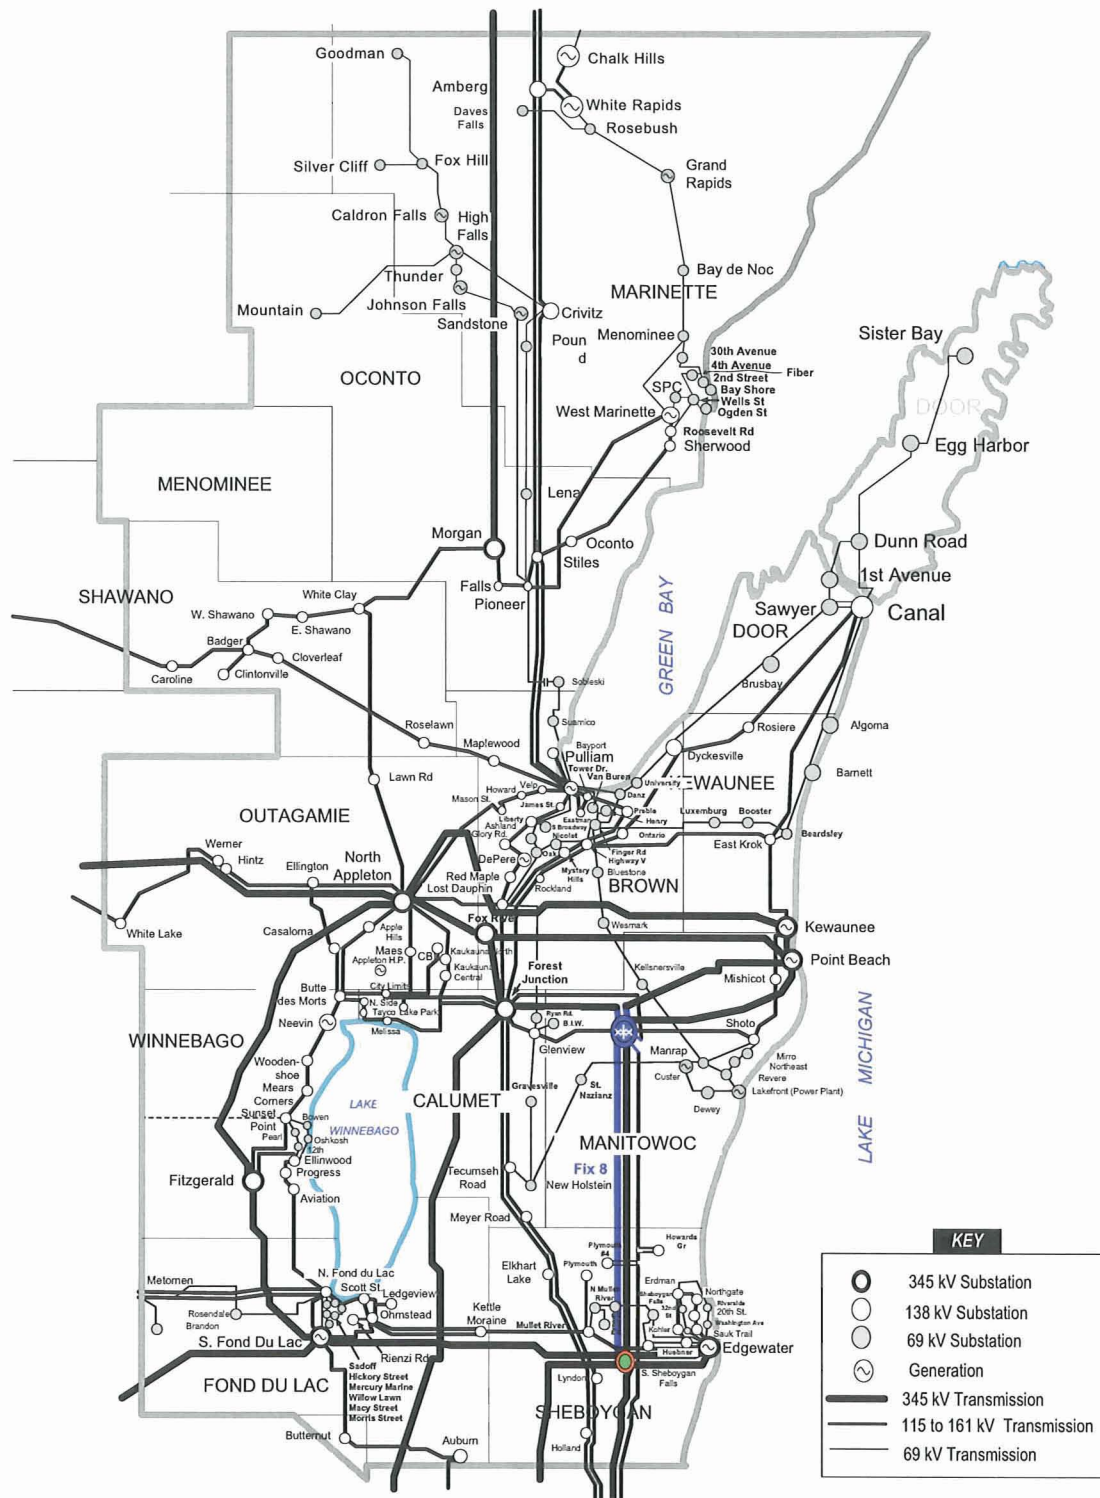 Goodman
Chalk Hills
Amberg
Daves
Falls
White Rapids
Rosebush
Silver Cliff
Fox Hill
Grand
Rapids
Caldron Falls
High
Falls
Thunder
Bay de Noc
MARINETTE
Mountain
Johnson Falls
Sandstone
Crivitz
Poun
d
Menominee
Sister Bay
30th Avenue
4th Avenue
Fiber
2nd Street
SPC
Bay Shore
Wells St
Ogden St
OCONTO
West Marinette
DOOR
Roosevelt Rd
Sherwood
Egg Harbor
MENOMINEE
Lena
Morgan
Oconto
Stiles
Dunn Road
1st Avenue
SHAWANO
White Clay
Falls
Pioneer
W. Shawano
E. Shawano
GREEN BAY
Sawyer
Canal
DOOR
Badger
Cloverleaf
Caroline
Clintonville
Brusbay
Sobieski
Suamico
Roselawn
Maplewood
Bayport
Pulliam
Rosiere
Algoma
Dyckesville
Lawn Rd
Tower Dr.
Van Buren
University
KEWAUNEE
Barnett
Howard
Velp
Danz
Mason St.
James St.
Preble
OUTAGAMIE
Liberty
Eastman
Henry
Luxemburg
Booster
Ashland
S Broadway
Glory Rd.
Nicolet
Ontario
Beardsley
East Krok
Werner
Hintz
North
Appleton
DePere
Oak
Finger Rd
Highway V
Ellington
Red Maple
Mystery
Hills
Bluestone
Lost Dauphin
Rockland
BROWN
White Lake
Casaloma
Apple
Hills
Fox River
Wesmark
Kewaunee
Maes
CBP
Kaukauna North
Appleton H.P.
Kaukauna
Central
Forest
Junction
Kellnersville
Point Beach
Mishicot
City Limits
Butte
des Morts
N. Side
Tayco
Lake Park
Melissa
Neevin
Ryan Rd.
B.I.W.
WINNEBAGO
Glenview
Shoto
Manrap
Mirro
Northeast
Wooden-
shoe
Custer
Revere
Lakefront (Power Plant)
Mears
Corners
Gravesville
St.
Nazianz
Dewey
LAKE MICHIGAN
Sunset
Point
Bowen
LAKE
WINNEBAGO
CALUMET
Pearl
Oshkosh
12th
Ellinwood
Progress
MANITOWOC
Fix 8
Fitzgerald
Aviation
Tecumseh
Road
New Holstein
Meyer Road
Plymouth
#4
Howards
Gr
KEY
Elkhart
Lake
Plymouth
Metomen
N. Fond du Lac
Scott St
Ledgeview
Erdman
Northgate
345 kV Substation
Rosendale
Brandon
Ohmstead
Kettle
Moraine
N Mullet
River
Sheboygan
Falls
32nd
St
Riverside
20th St.
Washington Ave
138 kV Substation
Mullet River
Kohler
Sauk Trail
69 kV Substation
S. Fond Du Lac
Huebner
Edgewater
Rienzi Rd
Generation
Sadoff
Hickory Street
Mercury Marine
Willow Lawn
Macy Street
Morris Street
Lyndon
S. Sheboygan
Falls
FOND DU LAC
345 kV Transmission
SHEBOYGAN
115 to 161 kV Transmission
Butternut
Auburn
Holland
69 kV Transmission